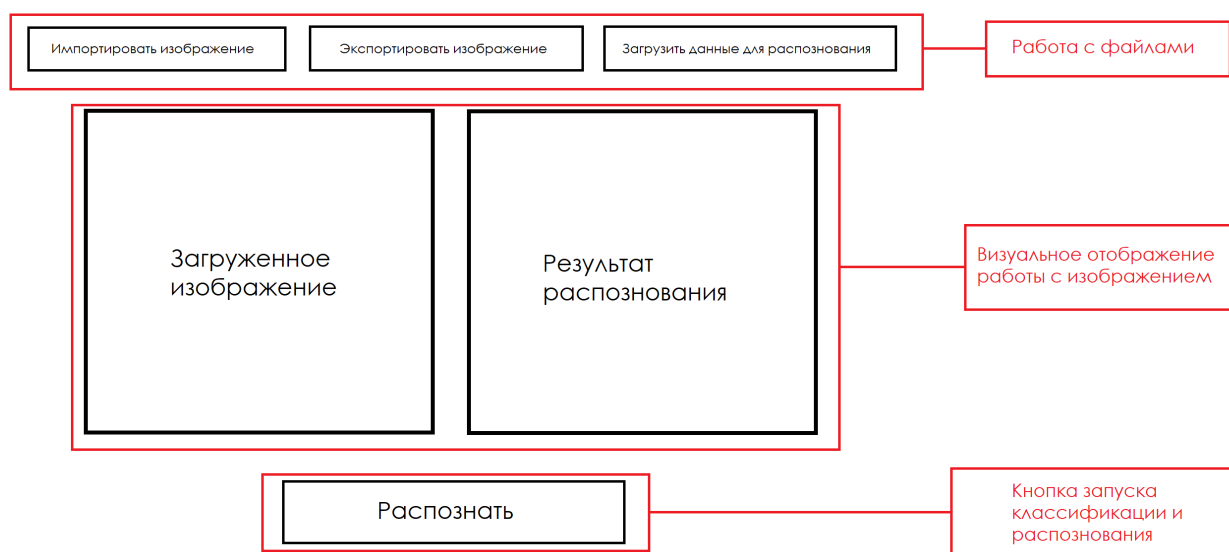 Импортировать изображение
Экспортировать изображение
Загрузить данные для распознования
Работа с файлами
Загруженное
изображение
Результат
распознования
Визуальное отображение
работы с изображением
Распознать
Кнопка запуска
классификации и
распознования